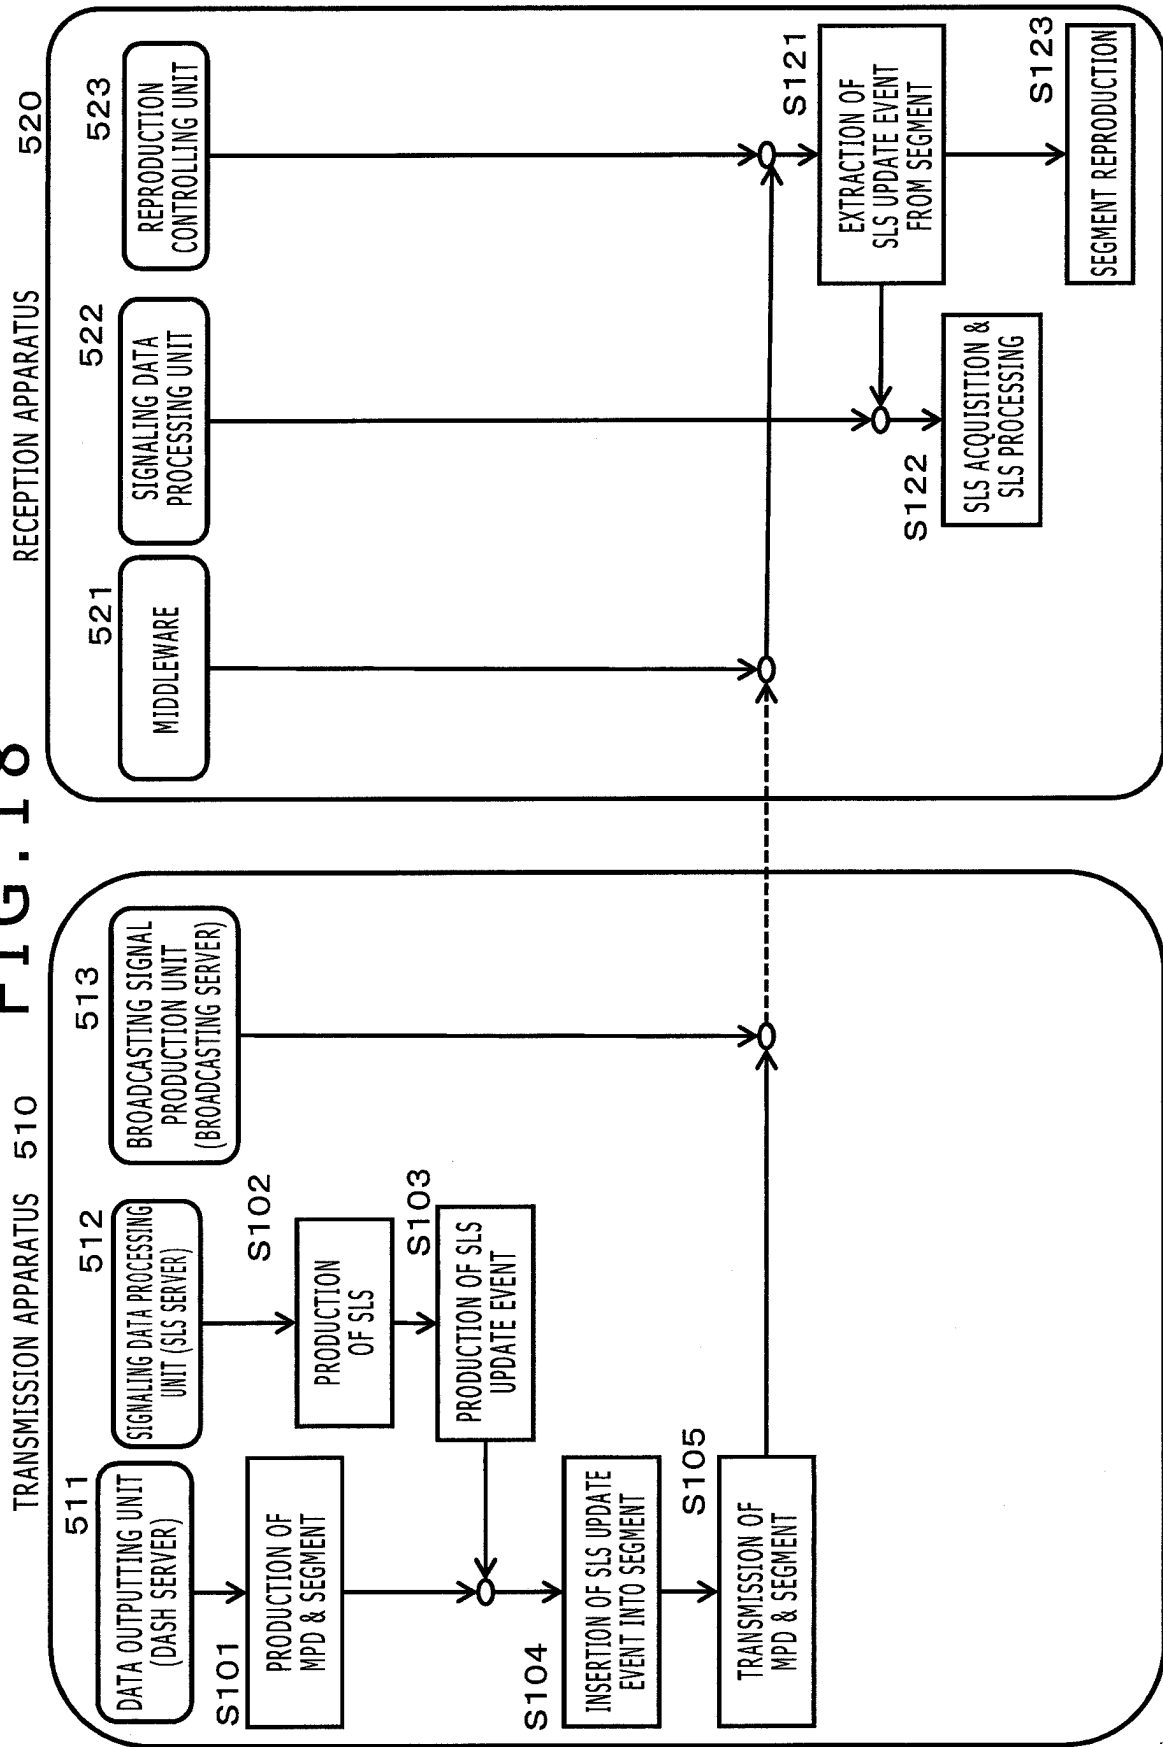 FIG.18
TRANSMISSION APPARATUS 510
511
DATA OUTPUTTING UNIT
(DASH SERVER)
512
SIGNALING DATA PROCESSING
UNIT (SLS SERVER)
513
BROADCASTING SIGNAL
PRODUCTION UNIT
(BROADCASTING SERVER)
S101
PRODUCTION OF
MPD & SEGMENT
S102
PRODUCTION
OF SLS
S103
PRODUCTION OF SLS
UPDATE EVENT
S104
INSERTION OF SLS UPDATE
EVENT INTO SEGMENT
S105
TRANSMISSION OF
MPD & SEGMENT
RECEPTION APPARATUS
520
521
MIDDLEWARE
522
SIGNALING DATA
PROCESSING UNIT
523
REPRODUCTION
CONTROLLING UNIT
S121
EXTRACTION OF
SLS UPDATE EVENT
FROM SEGMENT
S122
SLS ACQUISITION &
SLS PROCESSING
S123
SEGMENT REPRODUCTION